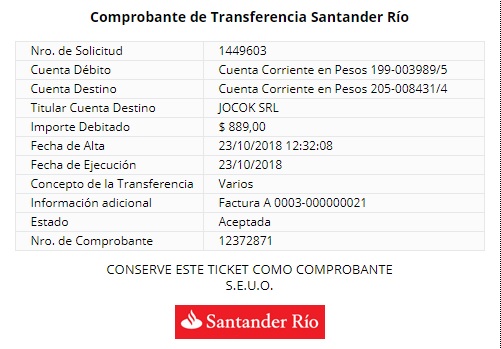 Comprobante de Transferencia Santander Río
Nro. de Solicitud 1449603
Cuenta Débito Cuenta Corriente en Pesos 199-003989/5
Cuenta Destino Cuenta Corriente en Pesos 205-008431/4
Titular Cuenta Destino JOCOK SRL
Importe Debitado $ 889,00
Fecha de Alta 23/10/2018 12:32:08
Fecha de Ejecución 23/10/2018
Concepto de la Transferencia Varios
Información adicional Factura A 0003-000000021
Estado Aceptada
Nro. de Comprobante 12372871
CONSERVE ESTE TICKET COMO COMPROBANTE
S.E.U.O.
Santander Río